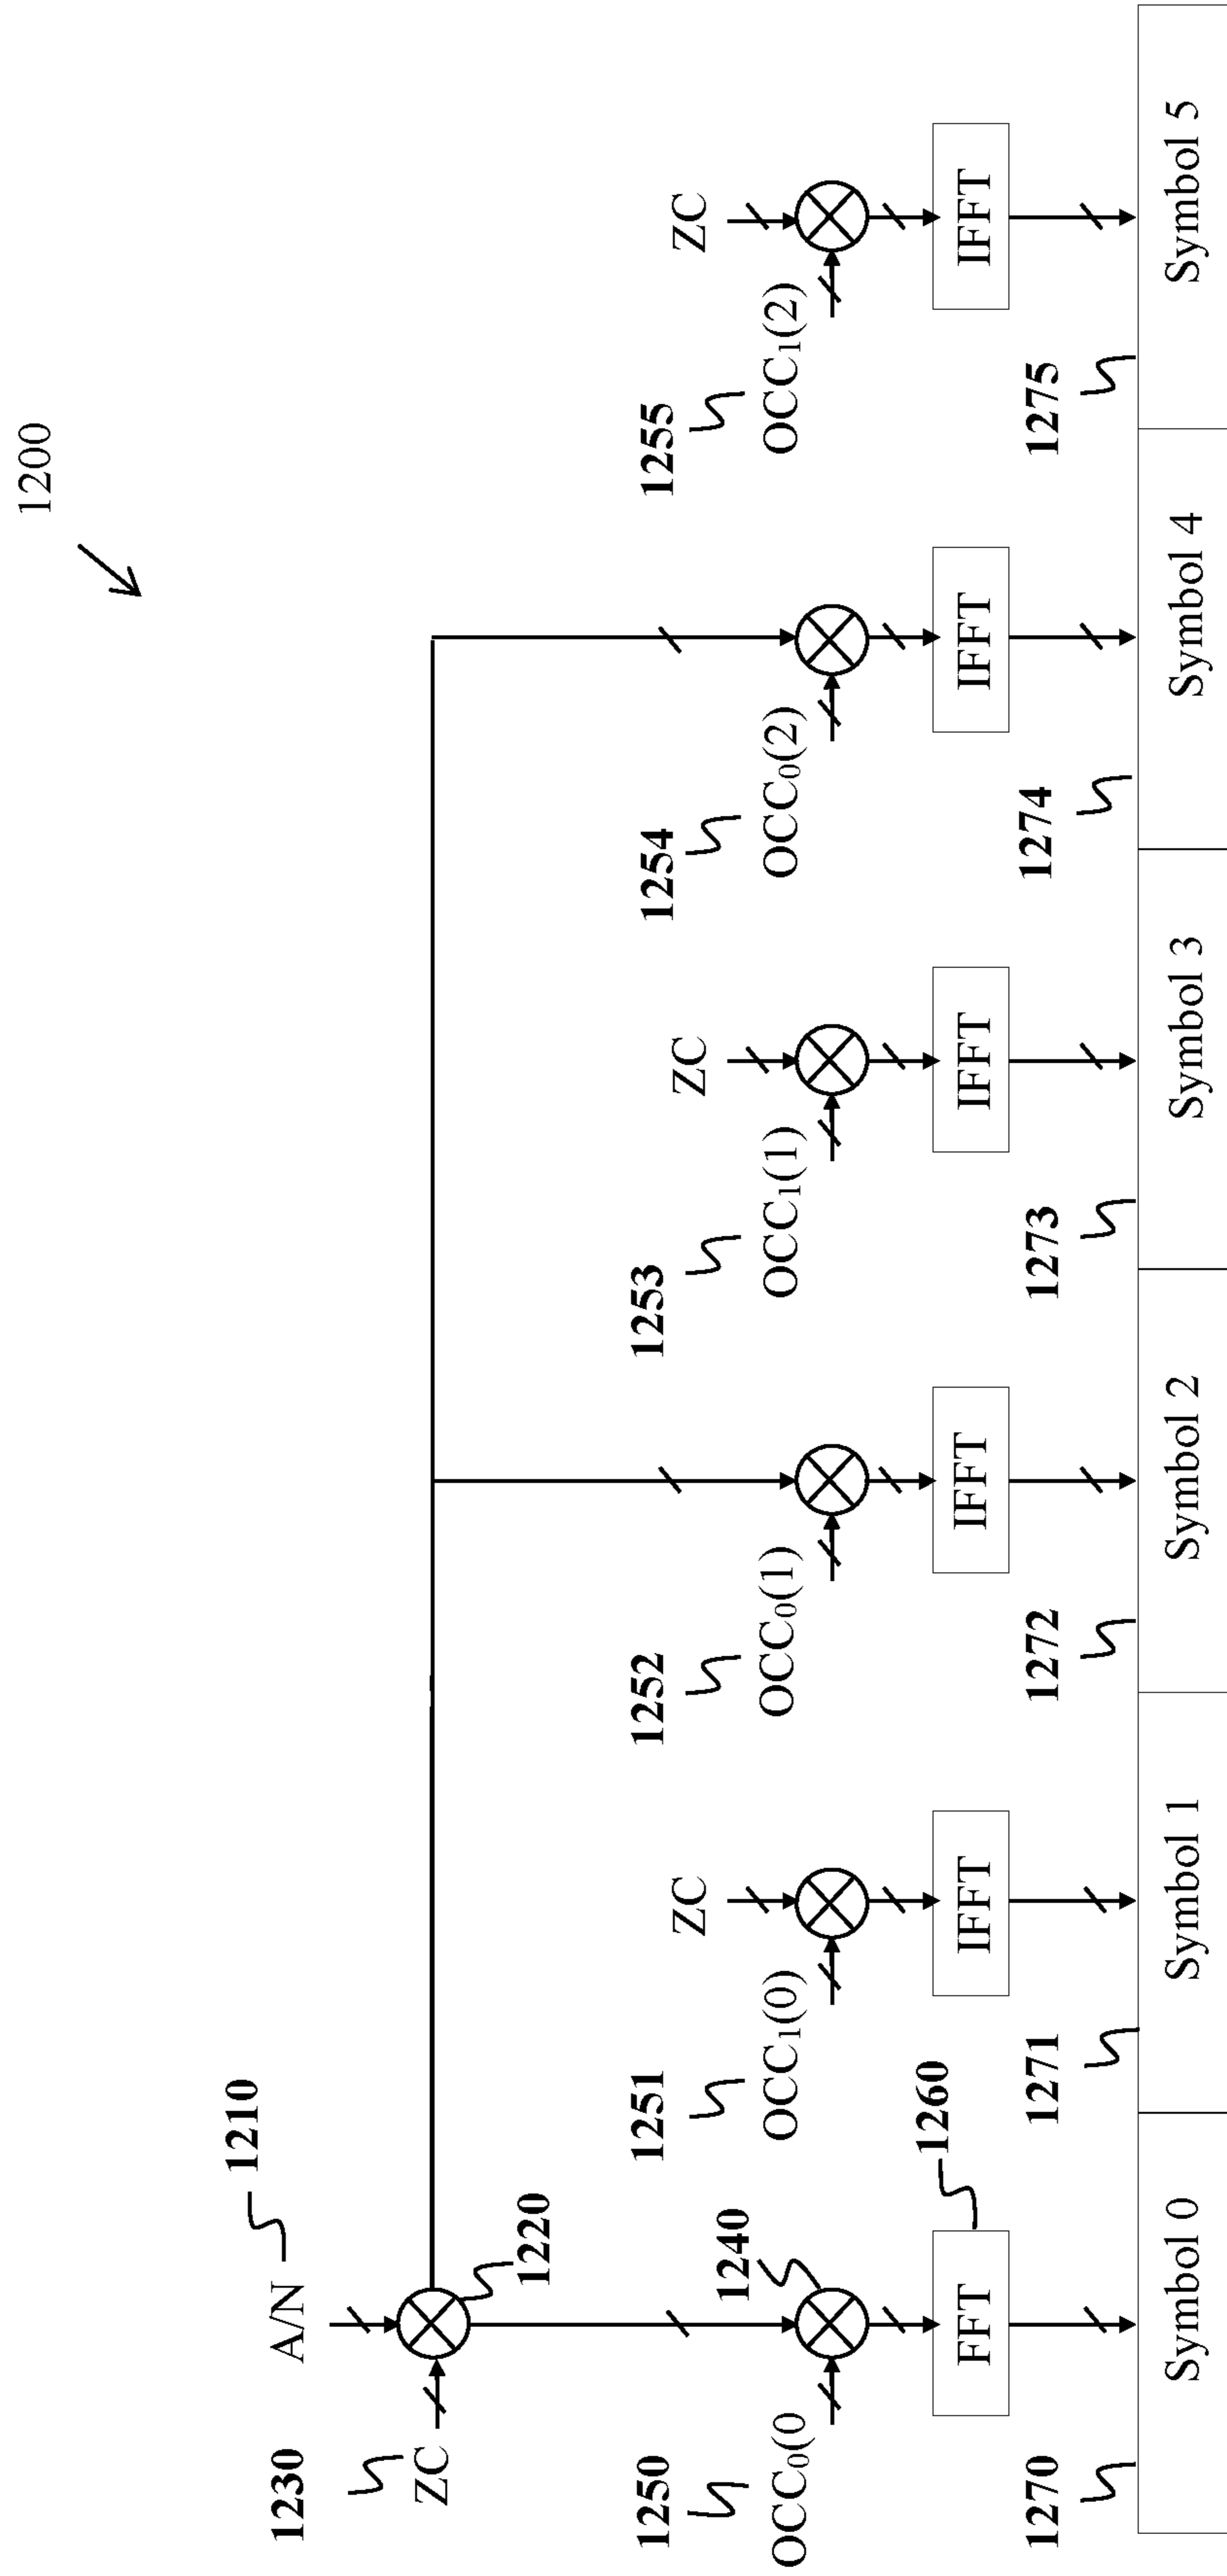 1200
A/N
1210
1230
ZC
1220
1250
OCC₀(0
1240
FFT
1260
1270
Symbol 0
1251
OCC₁(0)
ZC
IFFT
1271
Symbol 1
1252
OCC₀(1)
IFFT
1272
Symbol 2
1253
OCC₁(1)
ZC
IFFT
1273
Symbol 3
1254
OCC₀(2)
IFFT
1274
Symbol 4
1255
OCC₁(2)
ZC
IFFT
1275
Symbol 5